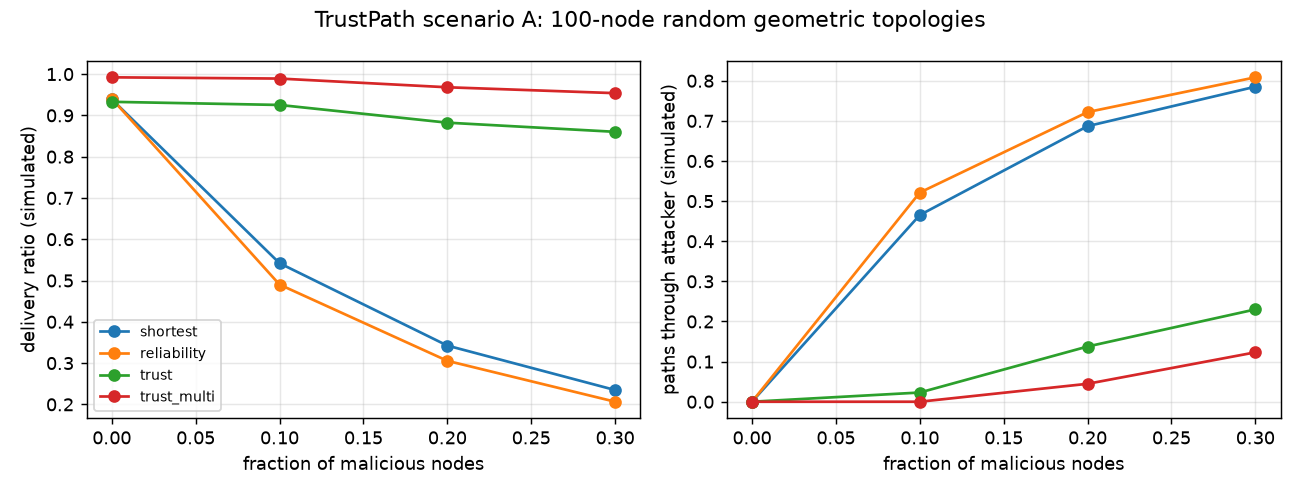 TrustPath scenario A: 100-node random geometric topologies
delivery ratio (simulated)
1.0
0.9
0.8
0.7
0.6
0.5
0.4
0.3
0.2
shortest
reliability
trust
trust_multi
0.00 0.05 0.10 0.15 0.20 0.25 0.30
fraction of malicious nodes
paths through attacker (simulated)
0.8
0.7
0.6
0.5
0.4
0.3
0.2
0.1
0.0
0.00 0.05 0.10 0.15 0.20 0.25 0.30
fraction of malicious nodes